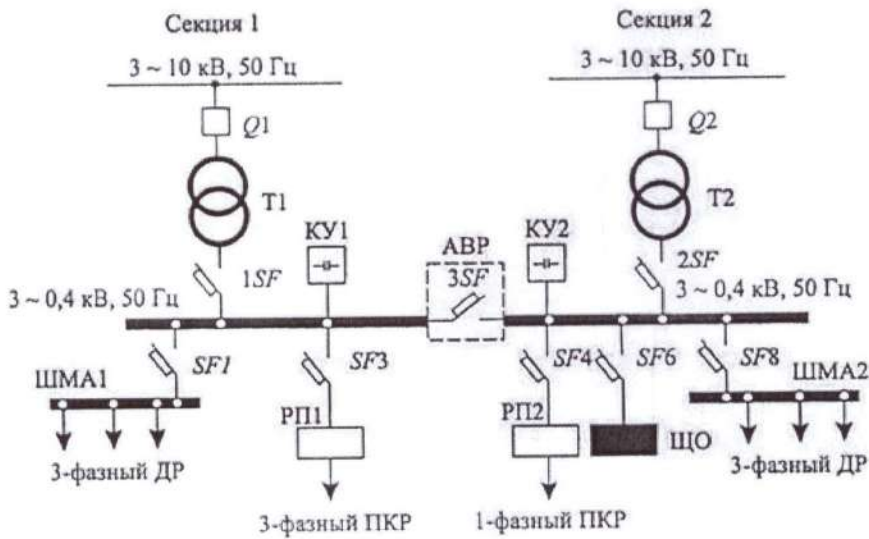 Секция 1
Секция 2
3 ~ 10 кВ, 50 Гц
3 ~ 10 кВ, 50 Гц
Q1
Q2
T1
T2
КУ1
АВР
КУ2
1SF
3SF
2SF
3 ~ 0,4 кВ, 50 Гц
3 ~ 0,4 кВ, 50 Гц
SF1
SF3
SF4
SF6
SF8
ШМА1
ШМА2
РП1
РП2
ЩО
3-фазный ДР
3-фазный ДР
3-фазный ПКР
1-фазный ПКР